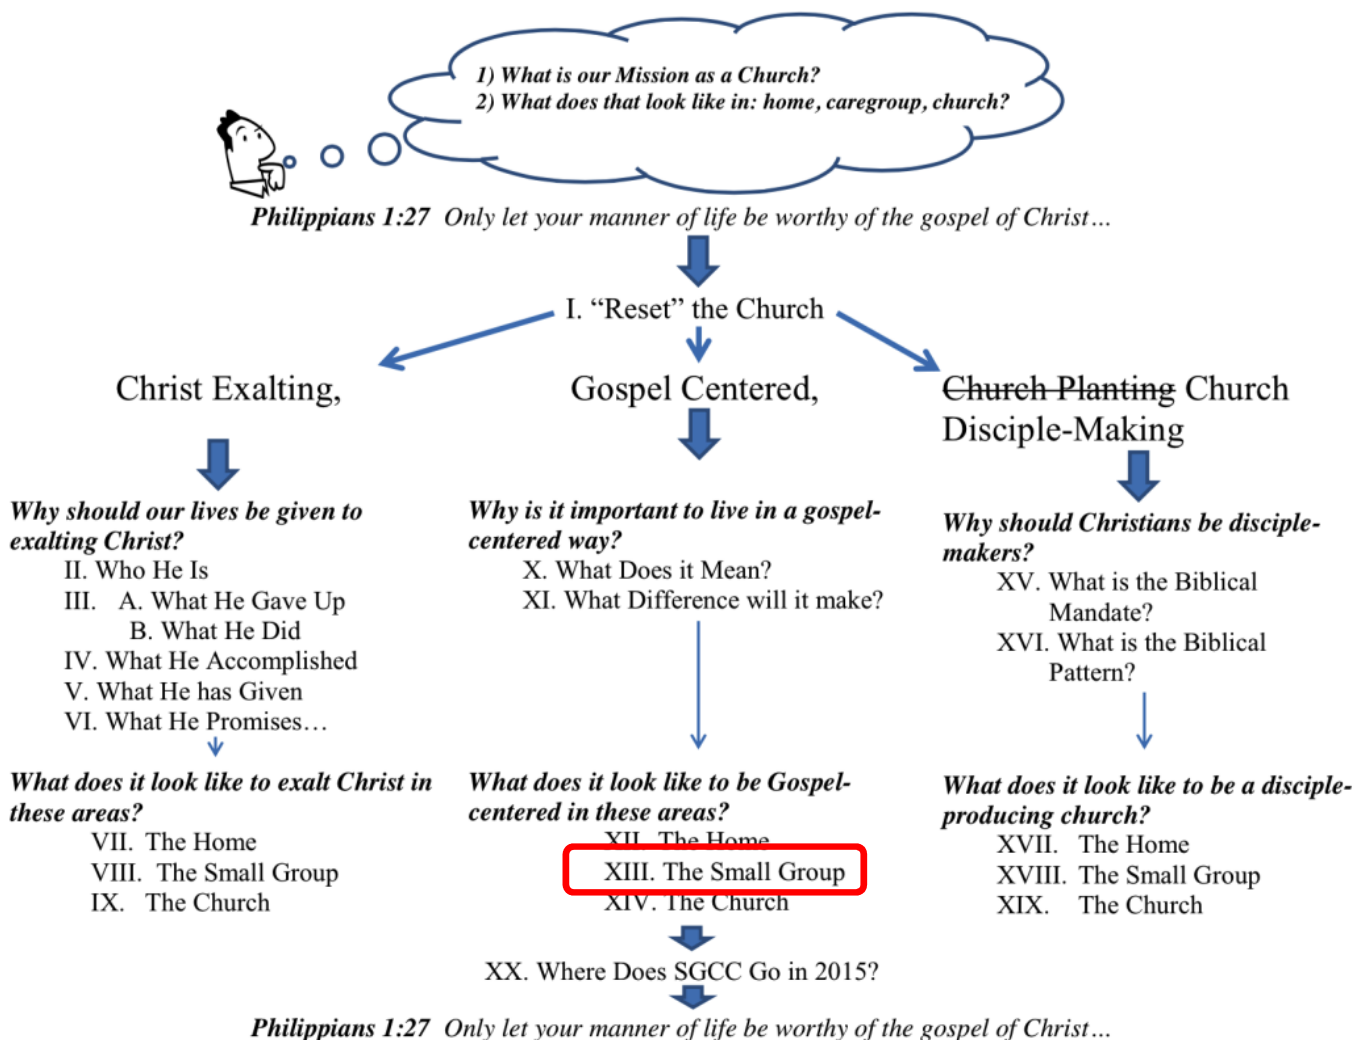 1) What is our Mission as a Church?
2) What does that look like in: home, caregroup, church?
Philippians 1:27 Only let your manner of life be worthy of the gospel of Christ…
I. “Reset” the Church
Christ Exalting,
Gospel Centered,
Church Planting Church
Disciple-Making
Why should our lives be given to
exalting Christ?
II. Who He Is
III. A. What He Gave Up
B. What He Did
IV. What He Accomplished
V. What He has Given
VI. What He Promises…
What does it look like to exalt Christ in
these areas?
VII. The Home
VIII. The Small Group
IX. The Church
Why is it important to live in a gospel-
centered way?
X. What Does it Mean?
XI. What Difference will it make?
What does it look like to be Gospel-
centered in these areas?
XII. The Home
XIII. The Small Group
XIV. The Church
Why should Christians be disciple-
makers?
XV. What is the Biblical
Mandate?
XVI. What is the Biblical
Pattern?
What does it look like to be a disciple-
producing church?
XVII. The Home
XVIII. The Small Group
XIX. The Church
XX. Where Does SGCC Go in 2015?
Philippians 1:27 Only let your manner of life be worthy of the gospel of Christ…